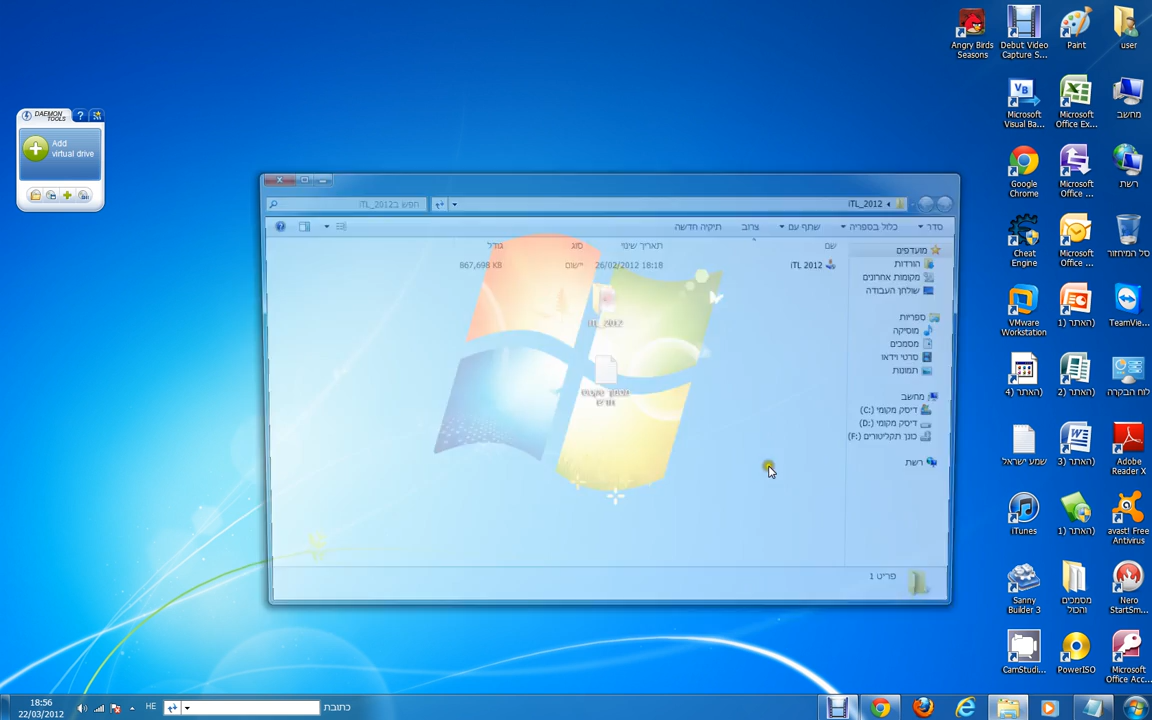 Angry Birds
Seasons
Debut Video
Capture S...
Paint
user
DAEMON
TOOLS
?
Add
virtual drive
Microsoft
Visual Ba...
Microsoft
Office Ex...
מחשב
Google
Chrome
Microsoft
Office ...
רשת
Cheat
Engine
Microsoft
Office ...
סל המיחזור
VMware
Workstation
האתר (1)
TeamVie...
האתר (4)
האתר (2)
לוח הבקרה
שמע ישראל
האתר (3)
Adobe
Reader X
iTunes
האתר (1)
avast! Free
Antivirus
Sanny
Builder 3
מסמכים
והכול
Nero
StartSm...
CamStudi...
PowerISO
Microsoft
Office Acc...
iTL_2012
חפש בiTL_2012
סדר
כלול בספריה
שתף עם
צרוב
תיקיה חדשה
שם
תאריך שינוי
סוג
גודל
iTL 2012
26/02/2012 18:18
יישום
867,698 KB
מועדפים
הורדות
מקומות אחרונים
שולחן העבודה
ספריות
מוסיקה
מסמכים
סרטי וידאו
תמונות
מחשב
דיסק מקומי (C:)
דיסק מקומי (D:)
כונן תקליטורים (F:)
רשת
iTL_2012
מסמך טקסט
חדש
פריט 1
כתובת
HE
18:56
22/03/2012